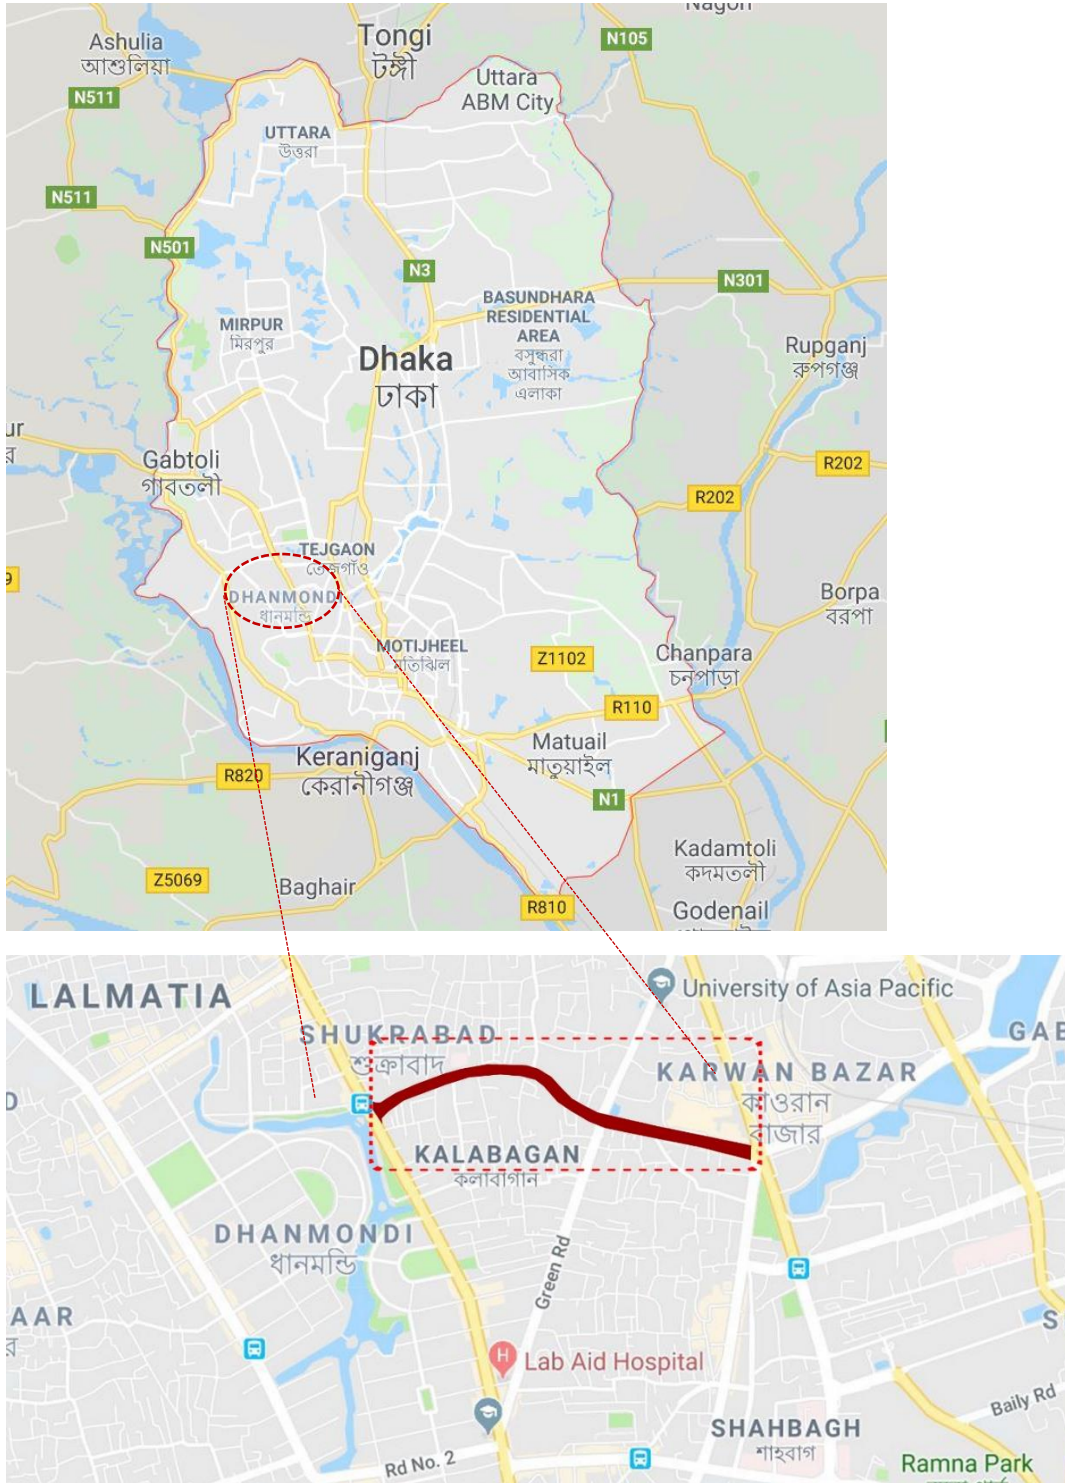 Nagori
Tongi
টঙ্গী
N105
Ashulia
আশুলিয়া
Uttara
ABM City
N511
UTTARA
উত্তরা
N511
N501
N3
N301
BASUNDHARA
RESIDENTIAL
AREA
বসুন্ধরা
আবাসিক
এলাকা
MIRPUR
মিরপুর
Dhaka
ঢাকা
Rupganj
রুপগঞ্জ
ur
Gabtoli
গাবতলী
R202
R202
TEJGAON
তেজগাঁও
9
DHANMONDI
ধানমন্ডি
Borpa
বরপা
MOTIJHEEL
মতিঝিল
Z1102
Chanpara
চনপাড়া
R110
Matuail
মাতুয়াইল
Keraniganj
কেরানীগঞ্জ
R820
N1
Kadamtoli
কদমতলী
Z5069
Baghair
R810
Godenail
LALMATIA
University of Asia Pacific
SHUKRABAD
শুক্রাবাদ
GAB
KARWAN BAZAR
কাওরান
বাজার
D
KALABAGAN
কলাবাগান
DHANMONDI
ধানমন্ডি
Green Rd
AAR
র
S
Lab Aid Hospital
Baily Rd
SHAHBAGH
শাহবাগ
Rd No. 2
Ramna Park